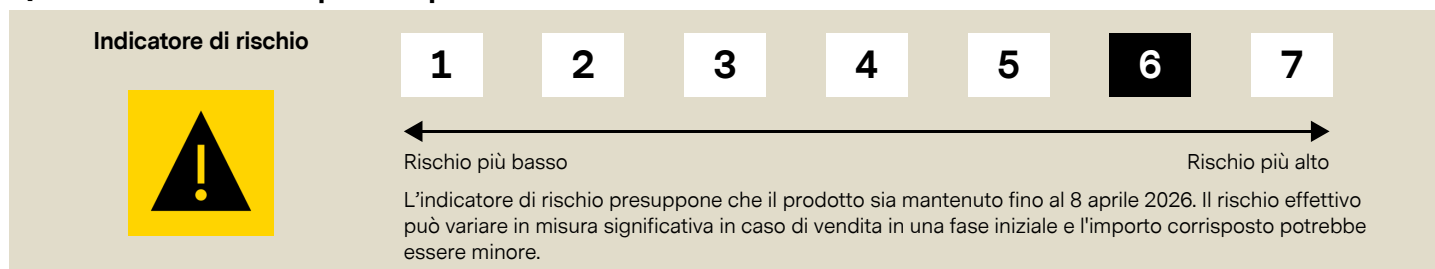 Indicatore di rischio
1 2 3 4 5 6 7
Rischio più basso Rischio più alto
L'indicatore di rischio presuppone che il prodotto sia mantenuto fino al 8 aprile 2026. Il rischio effettivo
può variare in misura significativa in caso di vendita in una fase iniziale e l'importo corrisposto potrebbe
essere minore.